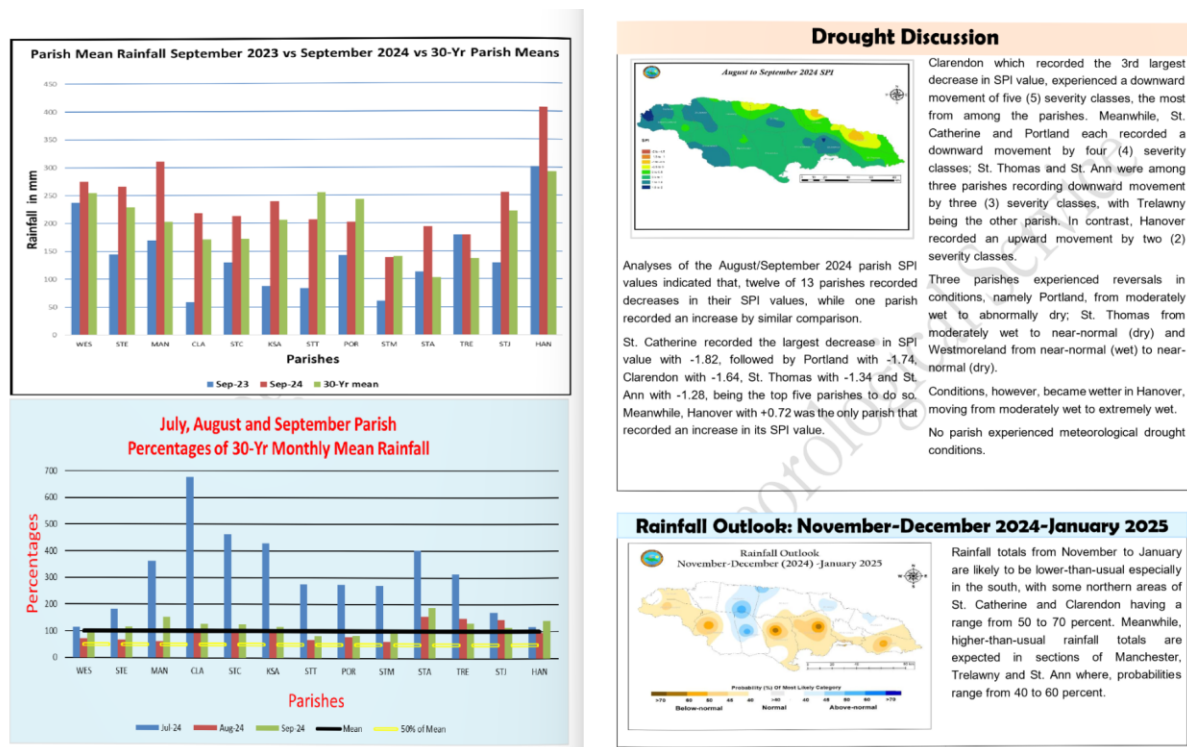 Parish Mean Rainfall September 2023 vs September 2024 vs 30-Yr Parish Means
Rainfall in mm
450
400
350
300
250
200
150
100
50
0
WES STE MAN CLA STC KSA STT POR STM STA TRE STJ HAN
Parishes
Sep-23 Sep-24 30-Yr mean
July, August and September Parish
Percentages of 30-Yr Monthly Mean Rainfall
Percentages
700
600
500
400
300
200
100
0
WES STE MAN CLA STC KSA STT POR STM STA TRE STJ HAN
Parishes
Jul-24 Aug-24 Sep-24 Mean 50% of Mean
Drought Discussion
August to September 2024 SPI
SPI
Analyses of the August/September 2024 parish SPI
values indicated that, twelve of 13 parishes recorded
decreases in their SPI values, while one parish
recorded an increase by similar comparison.
St. Catherine recorded the largest decrease in SPI
value with -1.82, followed by Portland with -1.74,
Clarendon with -1.64, St. Thomas with -1.34 and St.
Ann with -1.28, being the top five parishes to do so.
Meanwhile, Hanover with +0.72 was the only parish that
recorded an increase in its SPI value.
Clarendon which recorded the 3rd largest
decrease in SPI value, experienced a downward
movement of five (5) severity classes, the most
from among the parishes. Meanwhile, St.
Catherine and Portland each recorded a
downward movement by four (4) severity
classes; St. Thomas and St. Ann were among
three parishes recording downward movement
by three (3) severity classes, with Trelawny
being the other parish. In contrast, Hanover
recorded an upward movement by two (2)
severity classes.
Three parishes experienced reversals in
conditions, namely Portland, from moderately
wet to abnormally dry; St. Thomas from
moderately wet to near-normal (dry) and
Westmoreland from near-normal (wet) to near-
normal (dry).
Conditions, however, became wetter in Hanover,
moving from moderately wet to extremely wet.
No parish experienced meteorological drought
conditions.
orological Service
Rainfall Outlook: November-December 2024-January 2025
Rainfall Outlook
November-December (2024) -January 2025
Probability (%) Of Most Likely Category
>70 60 50 40 >40 40 50 60 >70
Below-normal Normal Above-normal
Rainfall totals from November to January
are likely to be lower-than-usual especially
in the south, with some northern areas of
St. Catherine and Clarendon having a
range from 50 to 70 percent. Meanwhile,
higher-than-usual rainfall totals are
expected in sections of Manchester,
Trelawny and St. Ann where, probabilities
range from 40 to 60 percent.